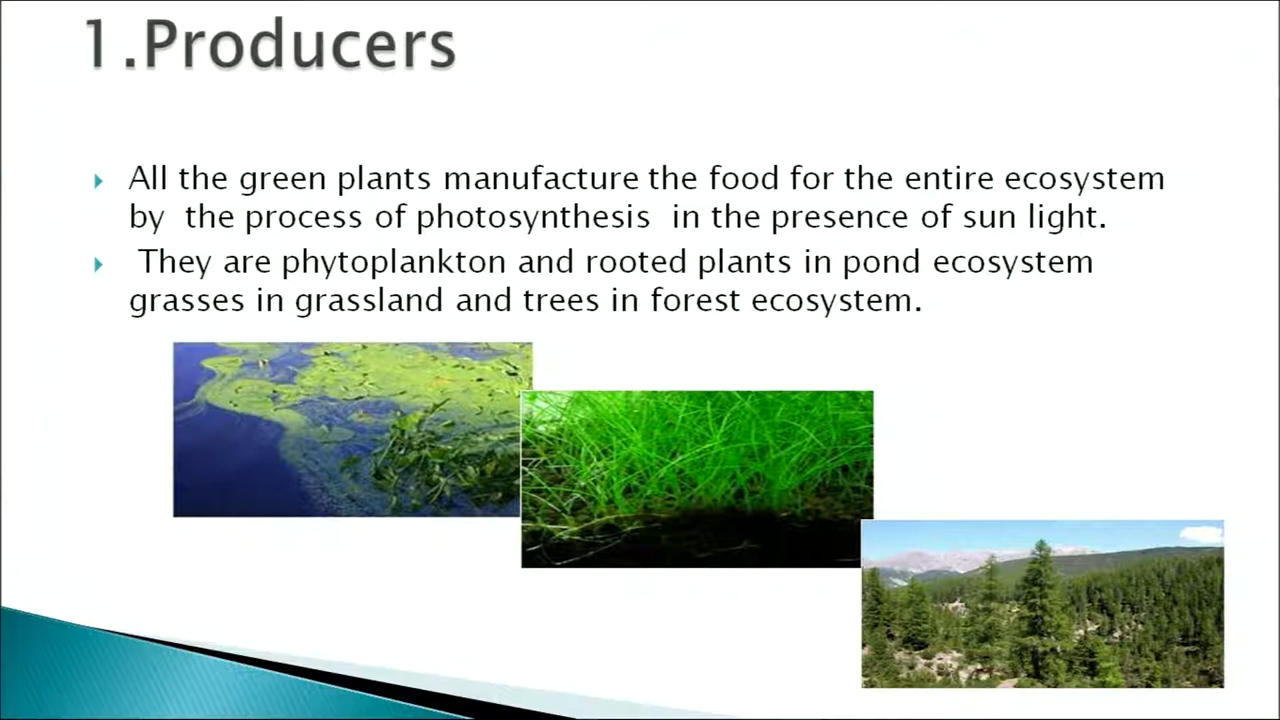 1.Producers
All the green plants manufacture the food for the entire ecosystem
by the process of photosynthesis in the presence of sun light.
They are phytoplankton and rooted plants in pond ecosystem
grasses in grassland and trees in forest ecosystem.